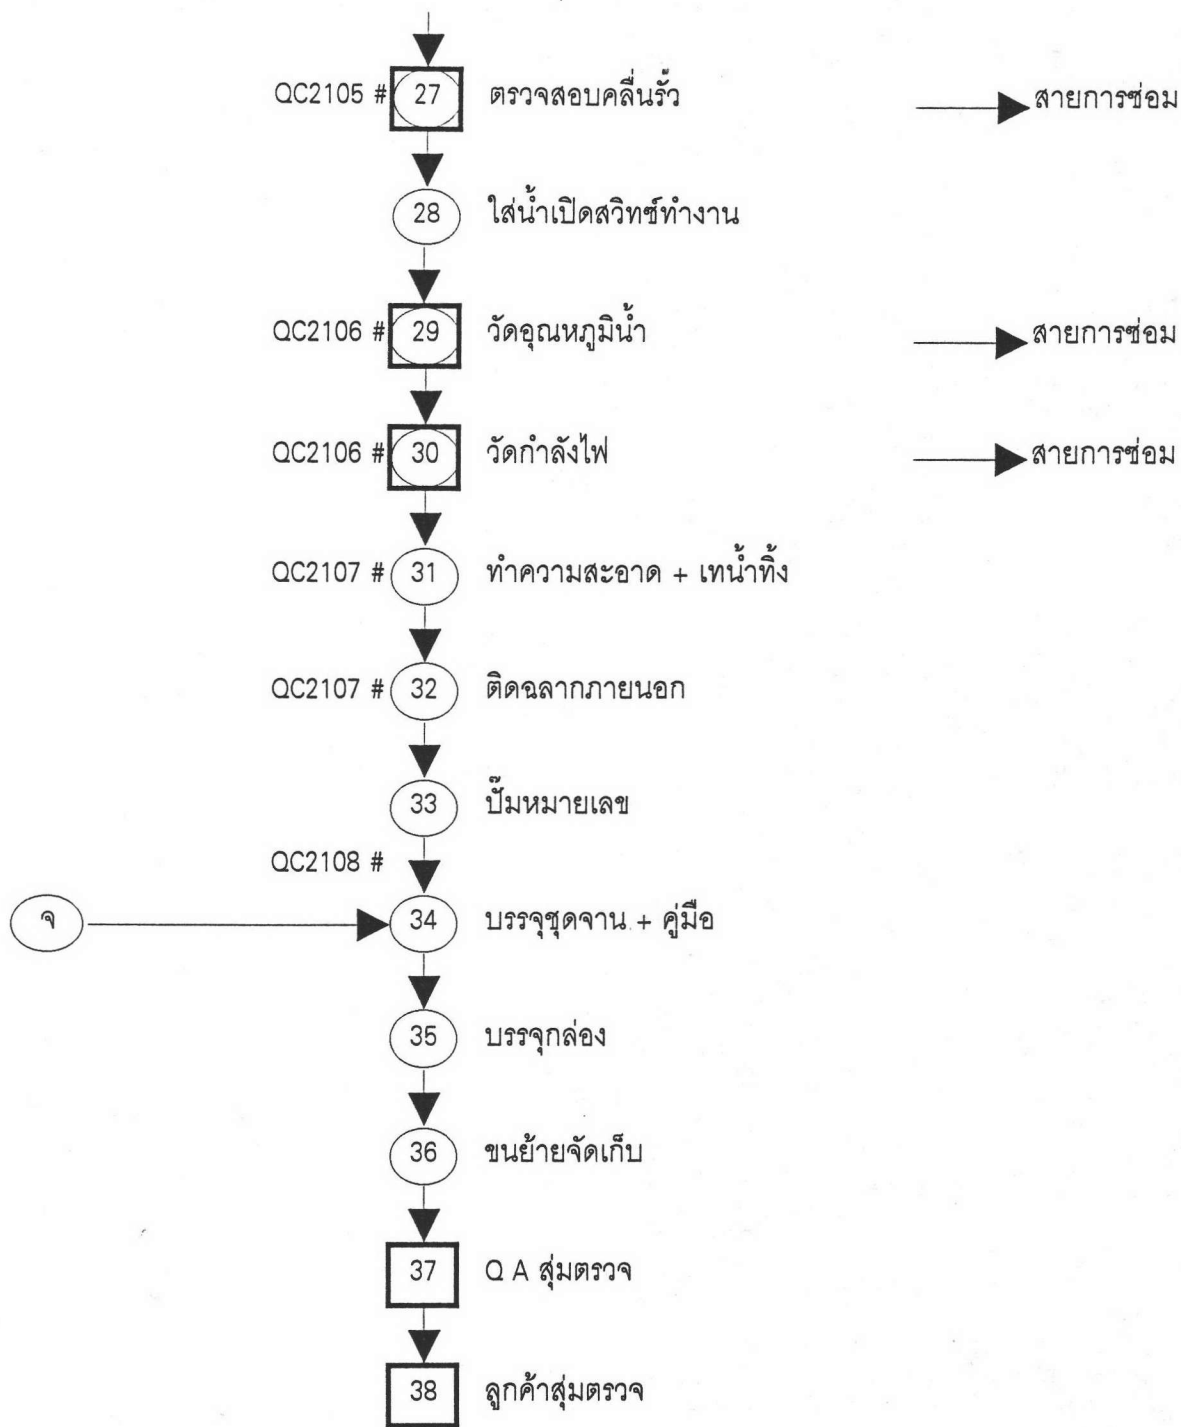 QC2105 # 27 ตรวจสอบคลื่นรั่ว สายการซ่อม
28 ใส่น้ำเปิดสวิทซ์ทำงาน
QC2106 # 29 วัดอุณหภูมิน้ำ สายการซ่อม
QC2106 # 30 วัดกำลังไฟ สายการซ่อม
QC2107 # 31 ทำความสะอาด + เทน้ำทิ้ง
QC2107 # 32 ติดฉลากภายนอก
33 ปั๊มหมายเลข
QC2108 #
จ 34 บรรจุชุดจาน + คู่มือ
35 บรรจุกล่อง
36 ขนย้ายจัดเก็บ
37 Q A สุ่มตรวจ
38 ลูกค้าสุ่มตรวจ